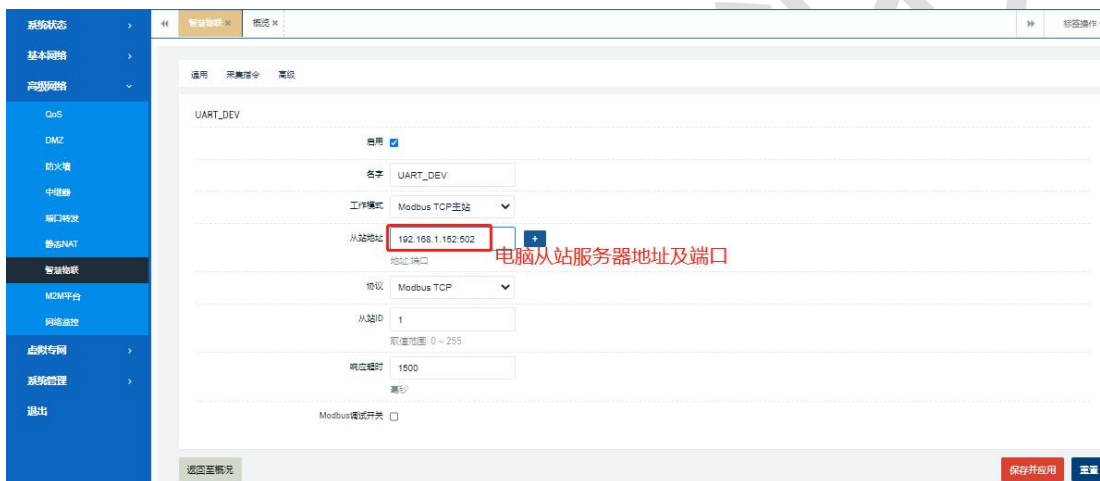 系统状态
智慧物联 ×
概览 ×
标签操作
基本网络
高级网络
通用 采集指令 高级
QoS
UART_DEV
DMZ
启用
防火墙
名字 UART_DEV
中继器
工作模式 Modbus TCP主站
端口转发
从站地址 192.168.1.152:502 +
静态NAT
地址:端口
电脑从站服务器地址及端口
智慧物联
协议 Modbus TCP
M2M平台
从站ID 1
网络监控
取值范围: 0 ~ 255
虚拟专网
响应超时 1500
系统管理
毫秒
退出
Modbus调试开关
返回至概况
保存并应用
重置